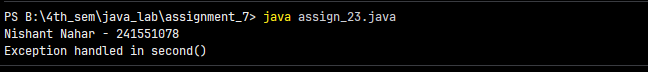 PS B:\4th_sem\java_lab\assignment_7> java assign_23.java
Nishant Nahar - 241551078
Exception handled in second()